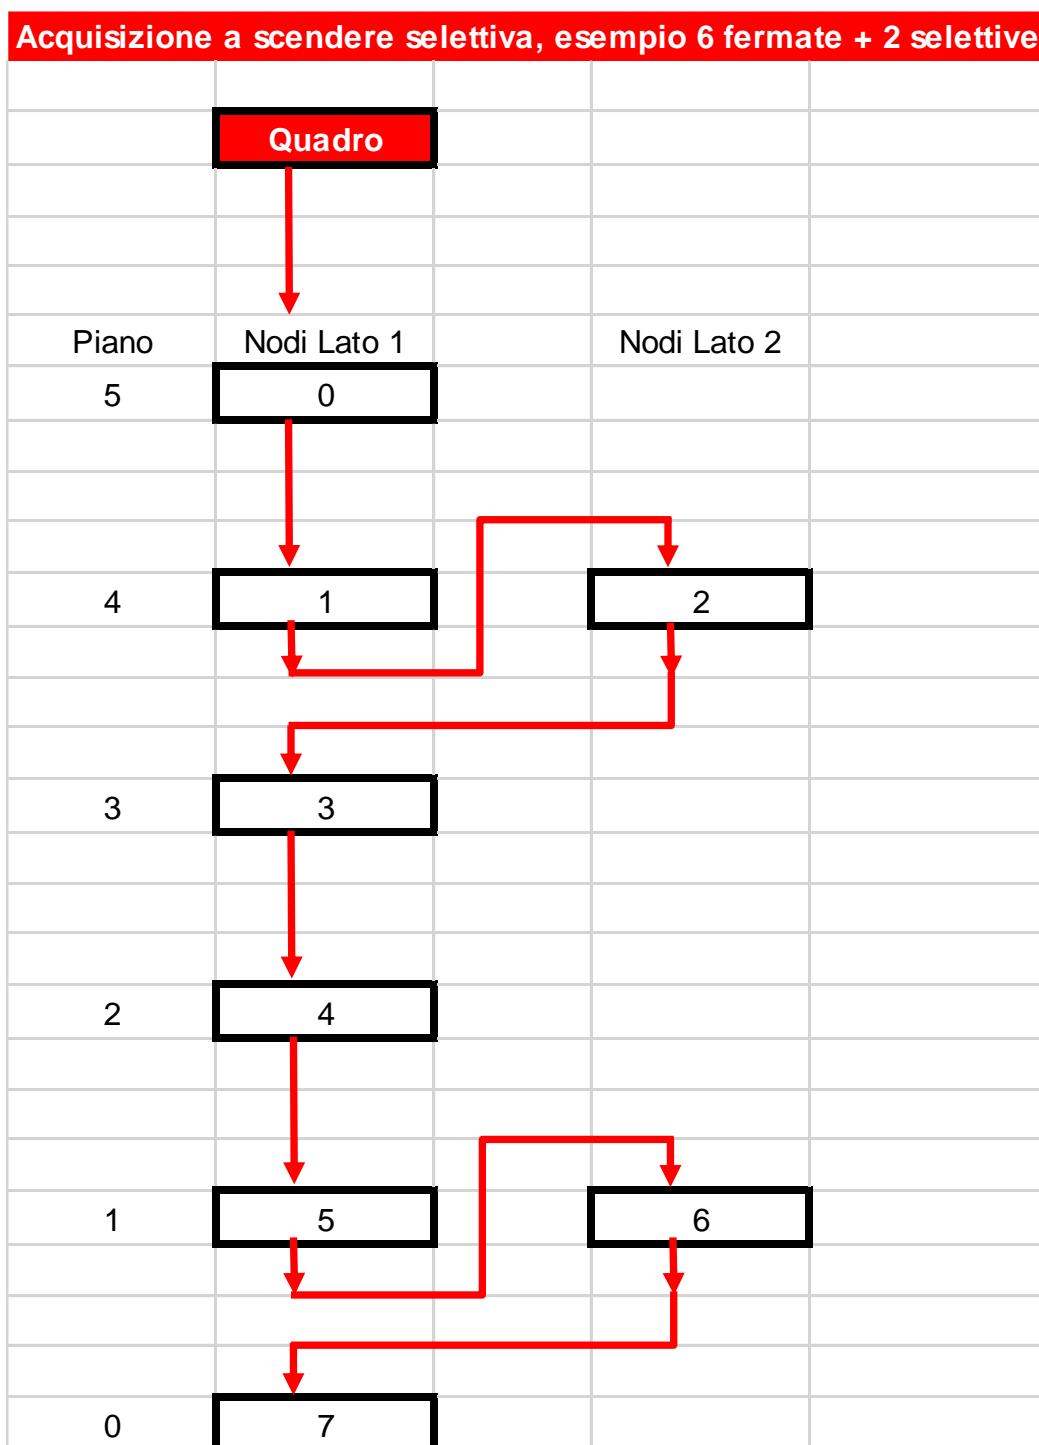 Acquisizione a scendere selettiva, esempio 6 fermate + 2 selettive
Quadro
Piano Nodi Lato 1 Nodi Lato 2
5 0
4 1 2
3 3
2 4
1 5 6
0 7